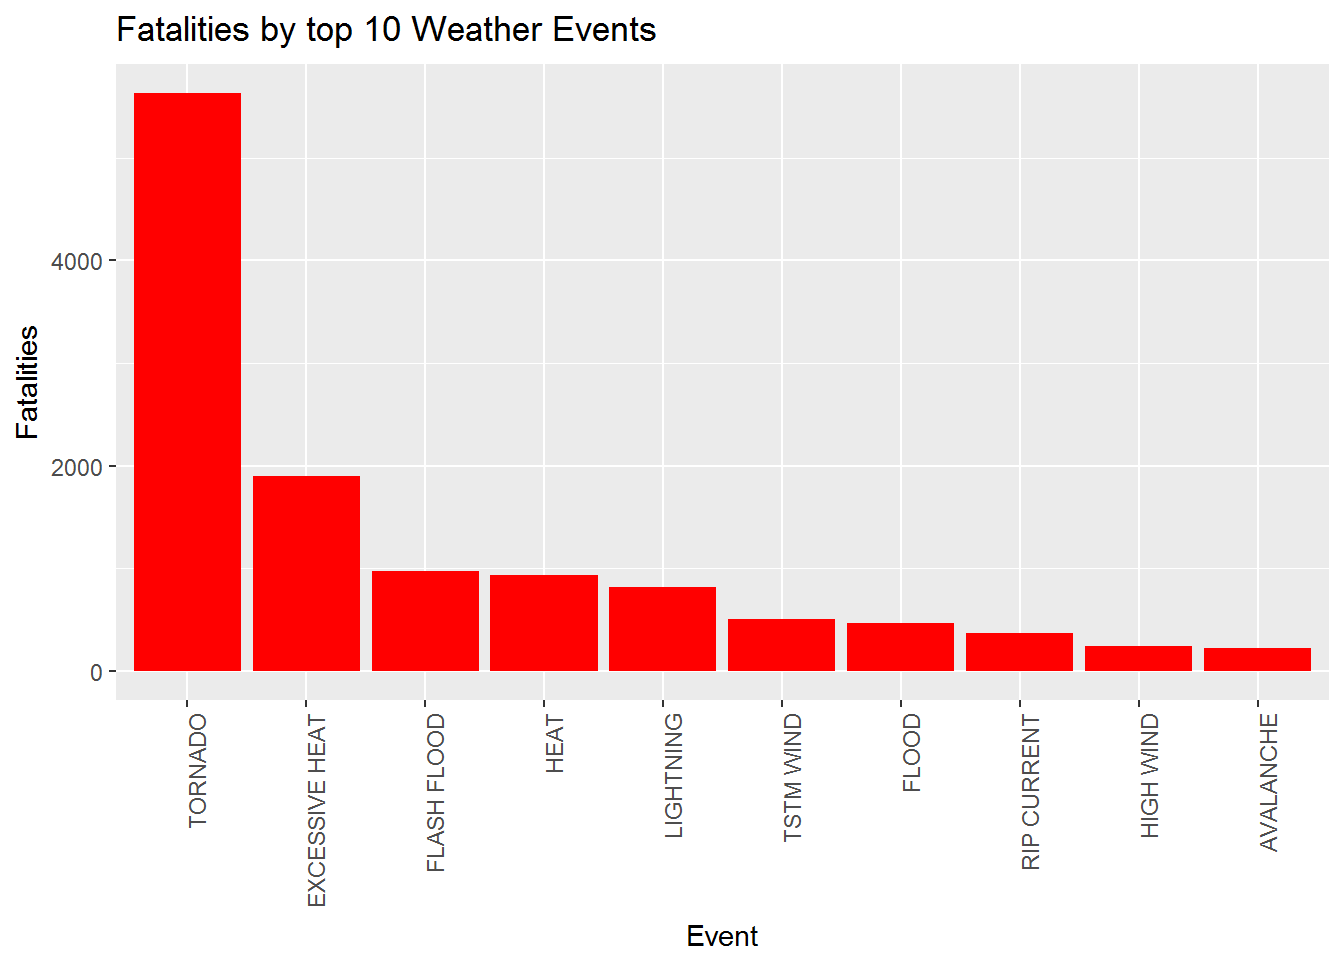 Fatalities by top 10 Weather Events
Fatalities
4000
2000
0
TORNADO
EXCESSIVE HEAT
FLASH FLOOD
HEAT
LIGHTNING
TSTM WIND
FLOOD
RIP CURRENT
HIGH WIND
AVALANCHE
Event